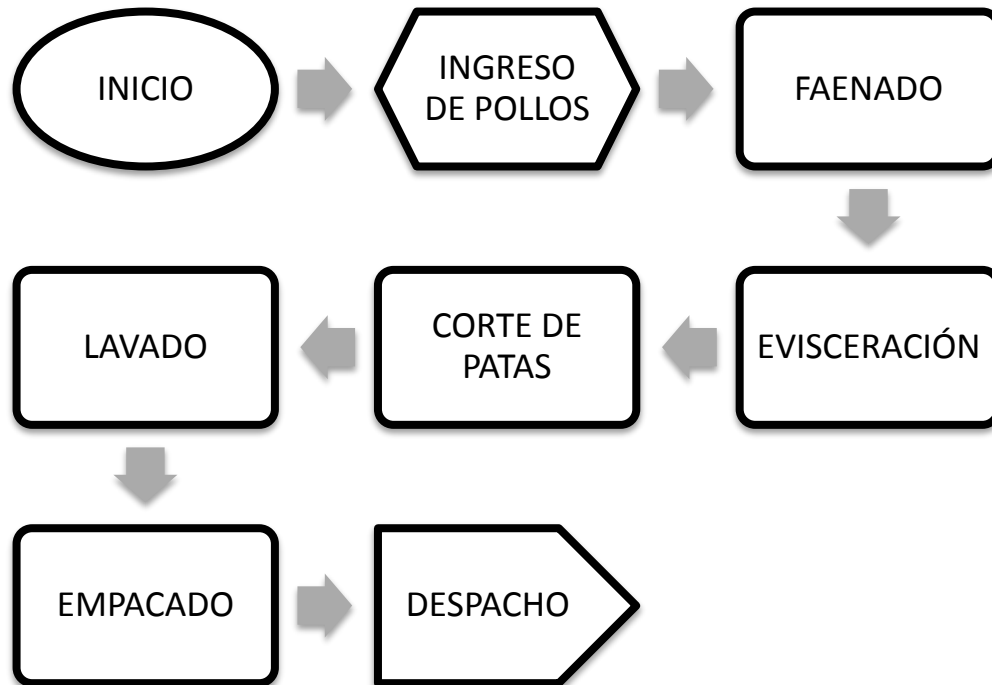 INICIO
INGRESO
DE POLLOS
FAENADO
EVISCERACIÓN
CORTE DE
PATAS
LAVADO
EMPACADO
DESPACHO